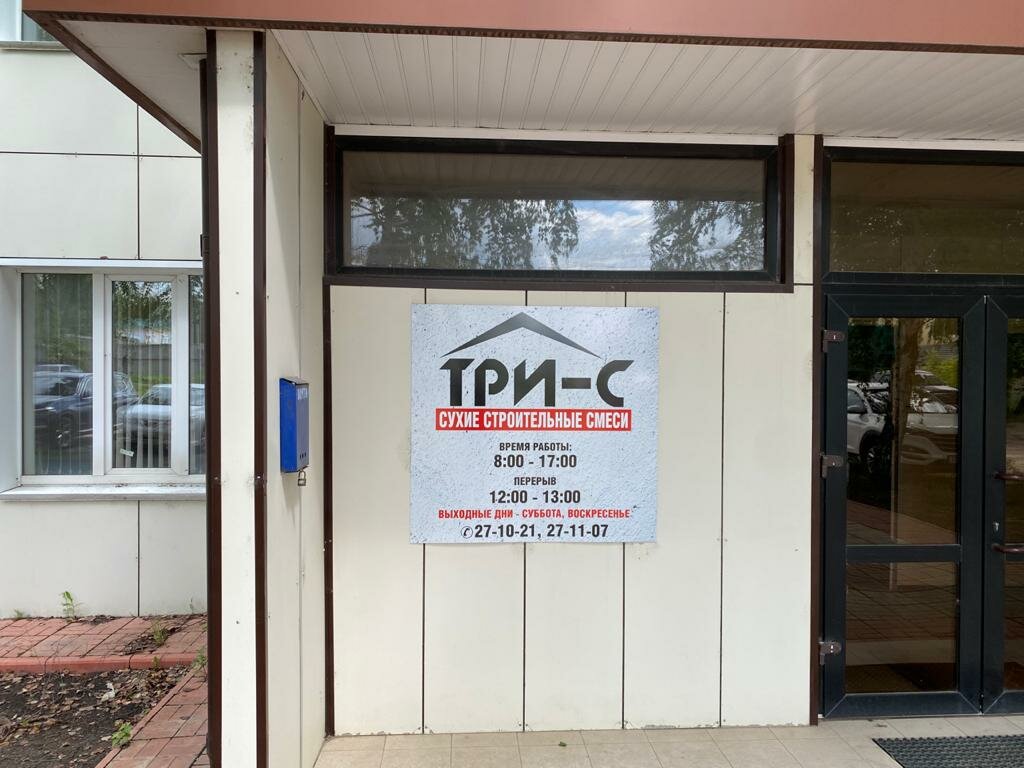 ТРИ-С
СУХИЕ СТРОИТЕЛЬНЫЕ СМЕСИ
ВРЕМЯ РАБОТЫ:
8:00 - 17:00
ПЕРЕРЫВ
12:00 - 13:00
ВЫХОДНЫЕ ДНИ - СУББОТА, ВОСКРЕСЕНЬЕ
✆27-10-21, 27-11-07